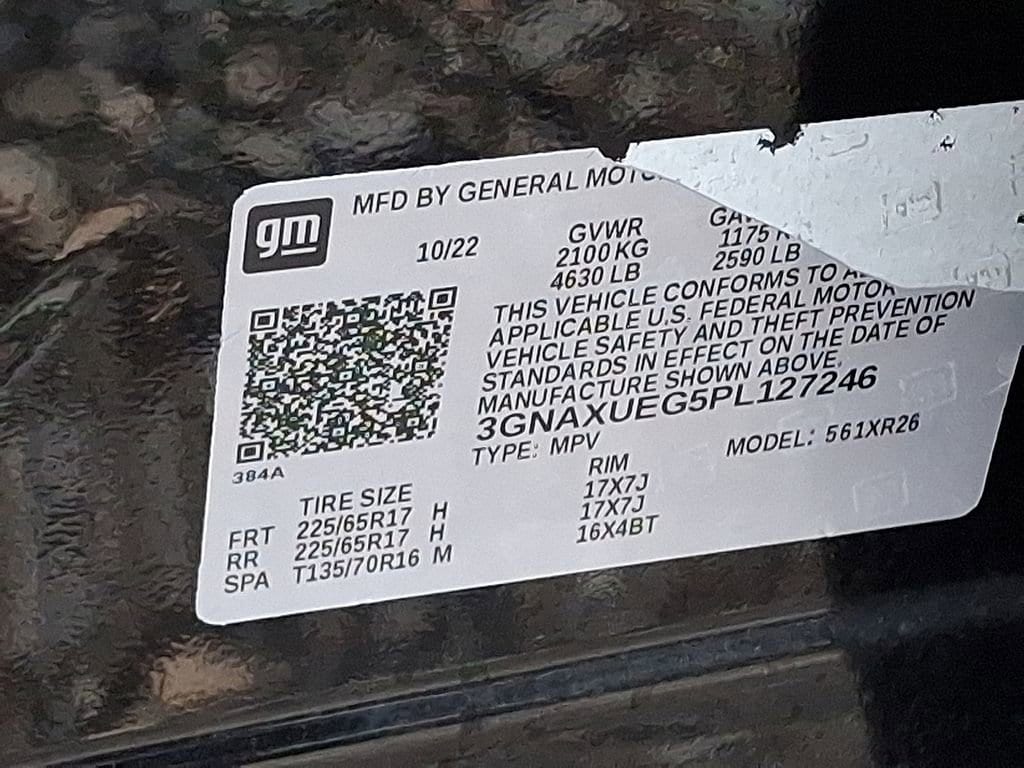 gm
MFD BY GENERAL
10/22
GVWR
2100 KG
4630 LB
1175
2590 LB
THIS VEHICLE CONFORMS TO
APPLICABLE U.S. FEDERAL MOTOR
VEHICLE SAFETY AND THEFT PREVENTION
STANDARDS IN EFFECT ON THE DATE OF
MANUFACTURE SHOWN ABOVE.
3GNAXUEG5PL127246
TYPE: MPV MODEL: 561XR26
384A
TIRE SIZE RIM
FRT 225/65R17 H 17X7J
RR 225/65R17 H 17X7J
SPA T135/70R16 M 16X4BT